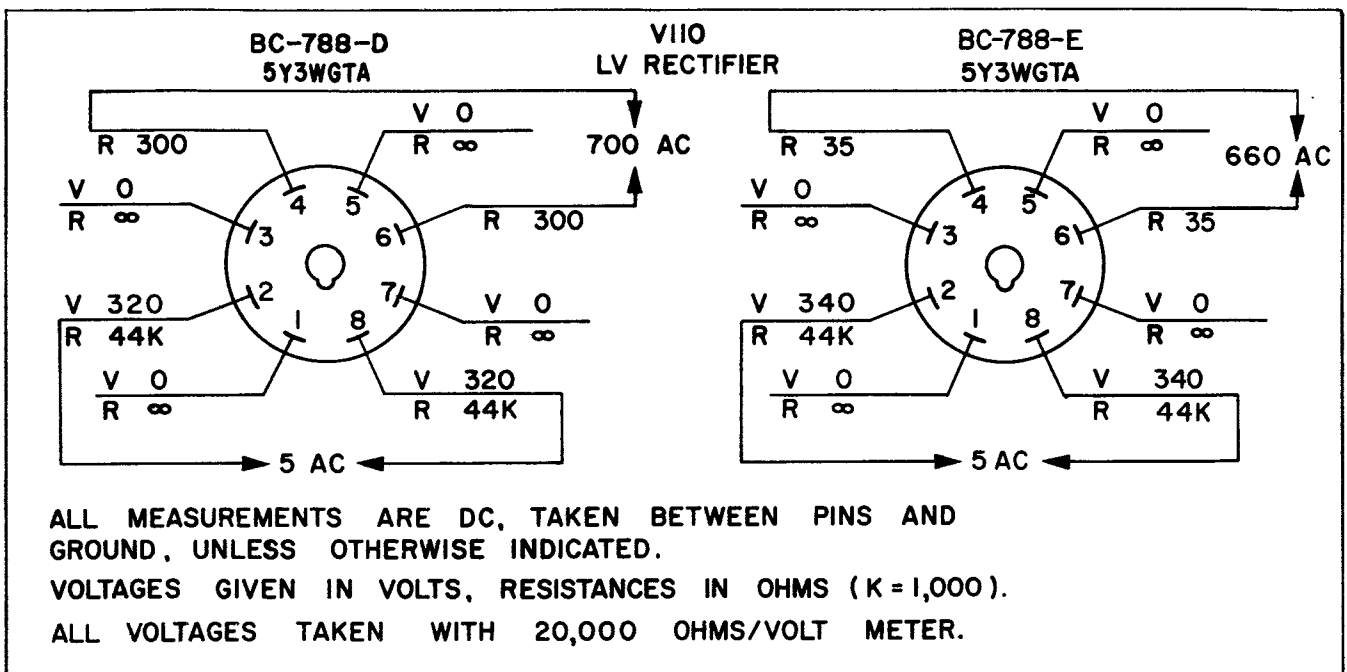 BC-788-D
5Y3WGTA
V110
LV RECTIFIER
BC-788-E
5Y3WGTA
V 0
R ∞
R 300
700 AC
V 0
R ∞
4
5
3
6
R 300
2
7
V 320
R 44K
1
8
V 0
R ∞
V 0
R ∞
V 320
R 44K
5 AC
V 0
R ∞
R 35
660 AC
V 0
R ∞
4
5
3
6
R 35
2
7
V 340
R 44K
1
8
V 0
R ∞
V 0
R ∞
V 340
R 44K
5 AC
ALL MEASUREMENTS ARE DC, TAKEN BETWEEN PINS AND
GROUND, UNLESS OTHERWISE INDICATED.
VOLTAGES GIVEN IN VOLTS, RESISTANCES IN OHMS (K=1,000).
ALL VOLTAGES TAKEN WITH 20,000 OHMS/VOLT METER.